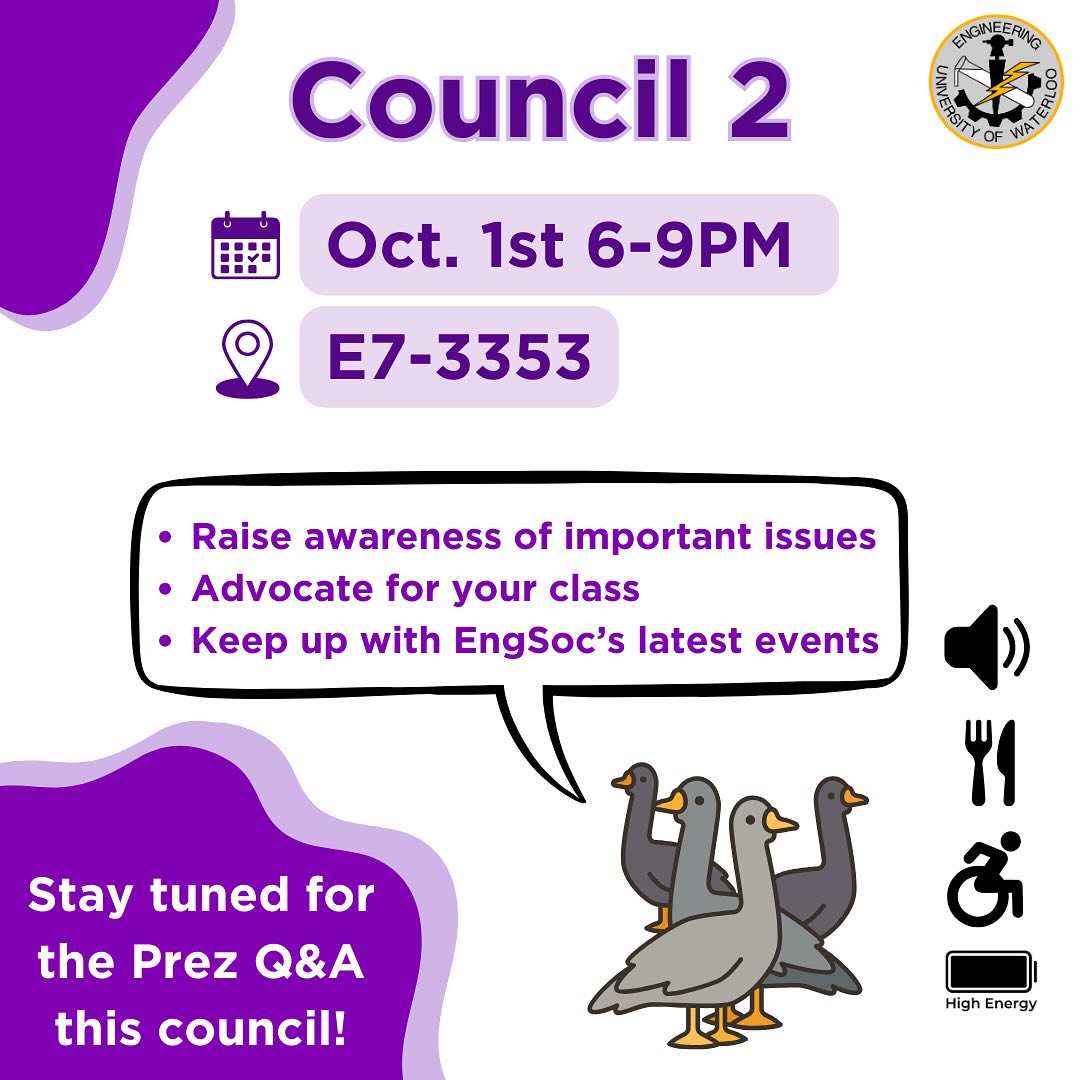 Council 2
ENGINEERING
UNIVERSITY OF WATERLOO
Oct. 1st 6-9PM
E7-3353
• Raise awareness of important issues
• Advocate for your class
• Keep up with EngSoc’s latest events
High Energy
Stay tuned for
the Prez Q&A
this council!